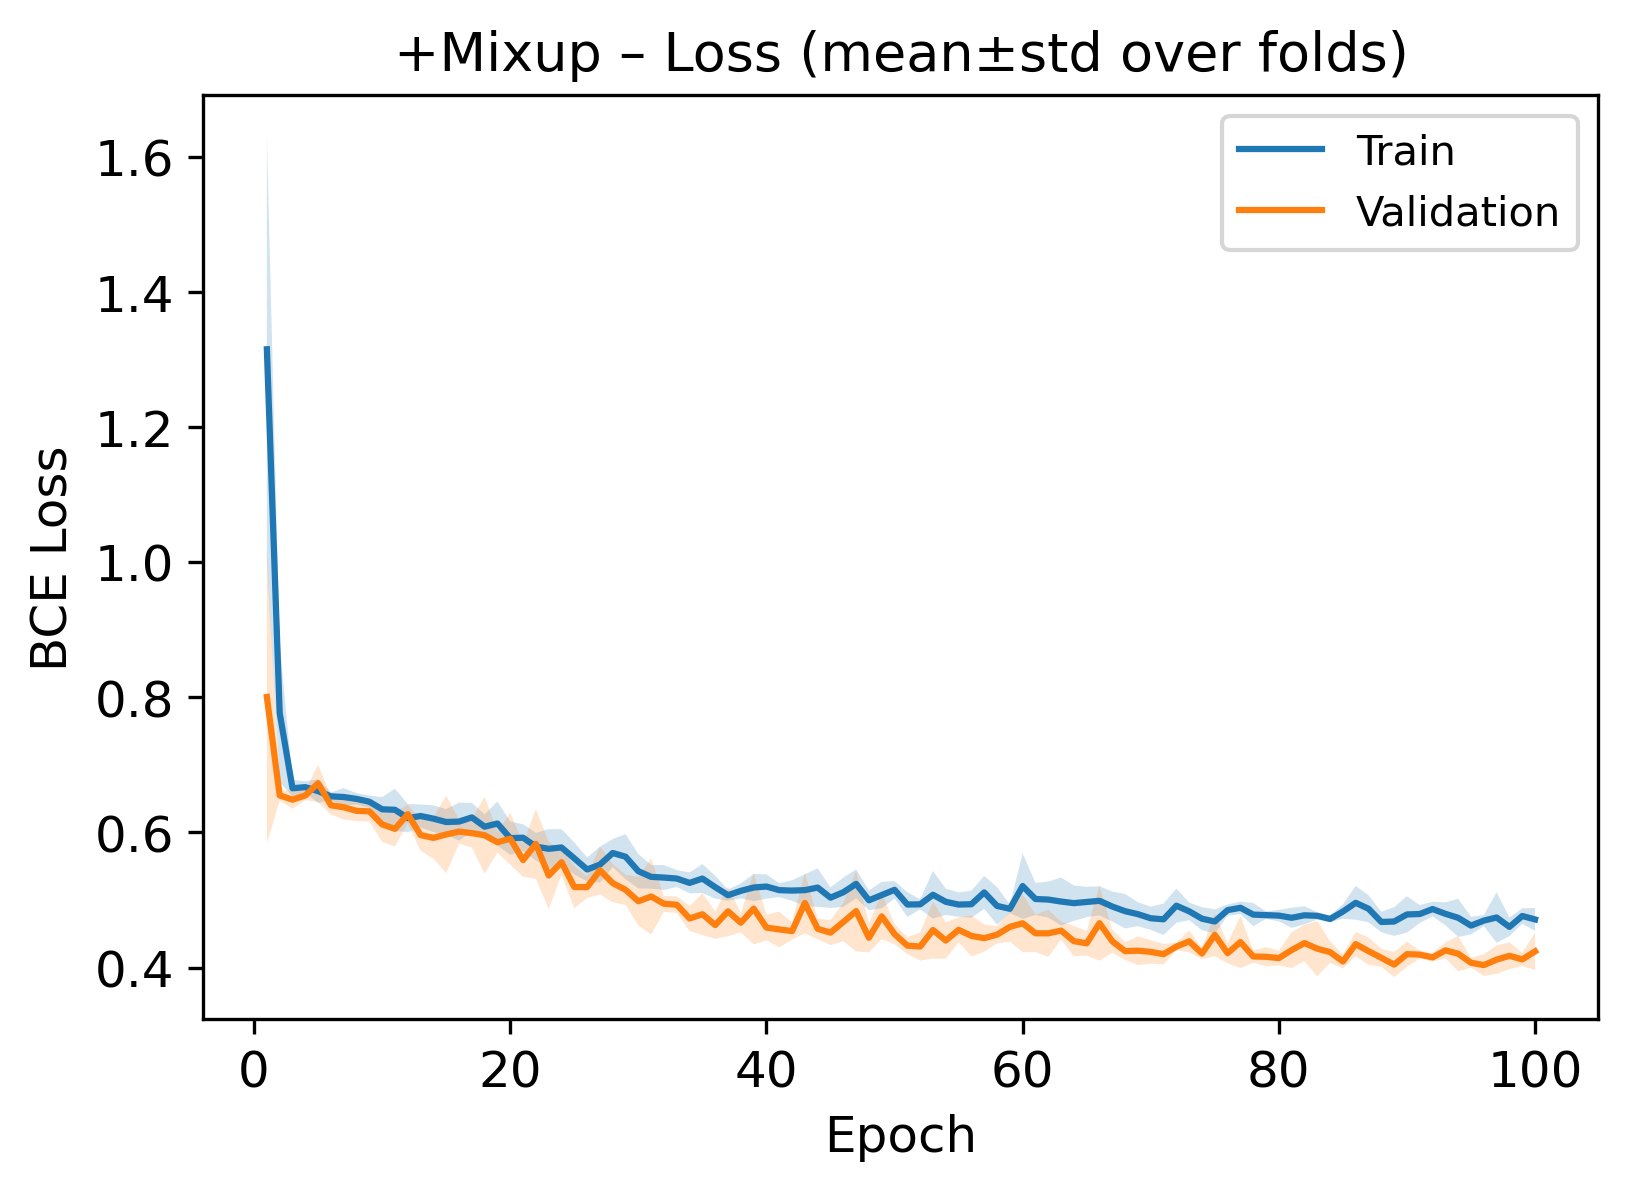 +Mixup – Loss (mean±std over folds)
Train
Validation
BCE Loss
1.6
1.4
1.2
1.0
0.8
0.6
0.4
0 20 40 60 80 100
Epoch